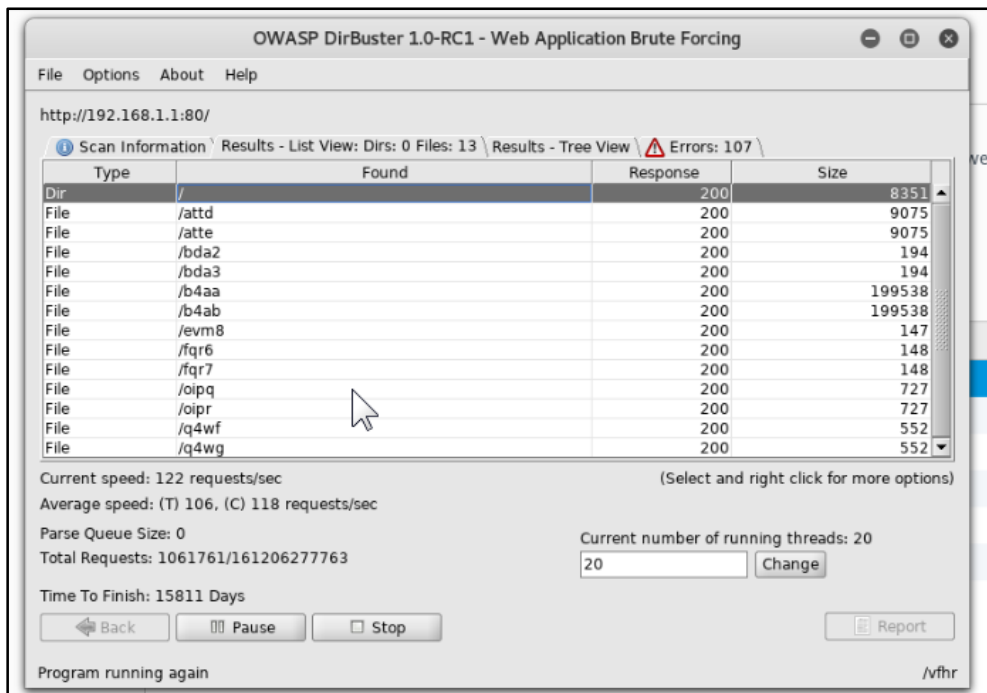 OWASP DirBuster 1.0-RC1 - Web Application Brute Forcing
File Options About Help
http://192.168.1.1:80/
Scan Information Results - List View: Dirs: 0 Files: 13 Results - Tree View Errors: 107
Type Found Response Size
Dir / 200 8351
File /attd 200 9075
File /atte 200 9075
File /bda2 200 194
File /bda3 200 194
File /b4aa 200 199538
File /b4ab 200 199538
File /evm8 200 147
File /fqr6 200 148
File /fqr7 200 148
File /oipq 200 727
File /oipr 200 727
File /q4wf 200 552
File /q4wg 200 552
Current speed: 122 requests/sec (Select and right click for more options)
Average speed: (T) 106, (C) 118 requests/sec
Parse Queue Size: 0
Current number of running threads: 20
Total Requests: 1061761/161206277763
20 Change
Time To Finish: 15811 Days
Back Pause Stop Report
Program running again /vfhr